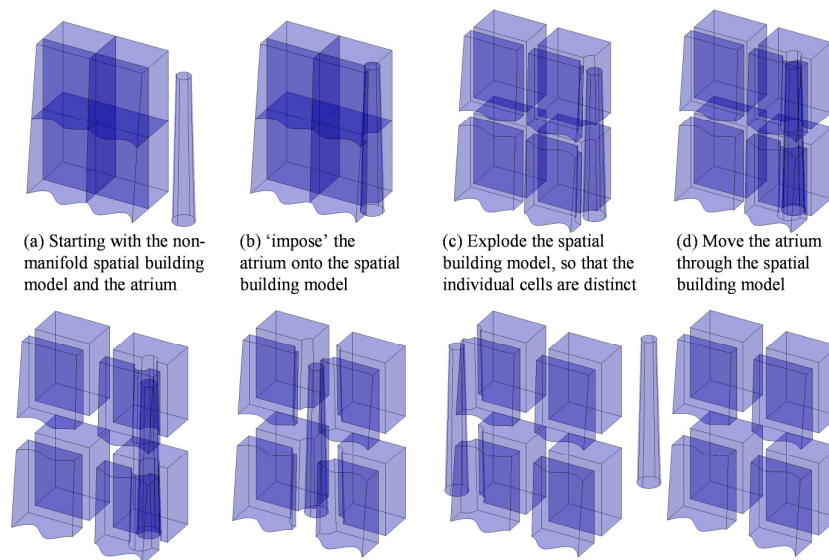 (a) Starting with the non-
manifold spatial building
model and the atrium
(b) ‘impose’ the
atrium onto the spatial
building model
(c) Explode the spatial
building model, so that the
individual cells are distinct
(d) Move the atrium
through the spatial
building model